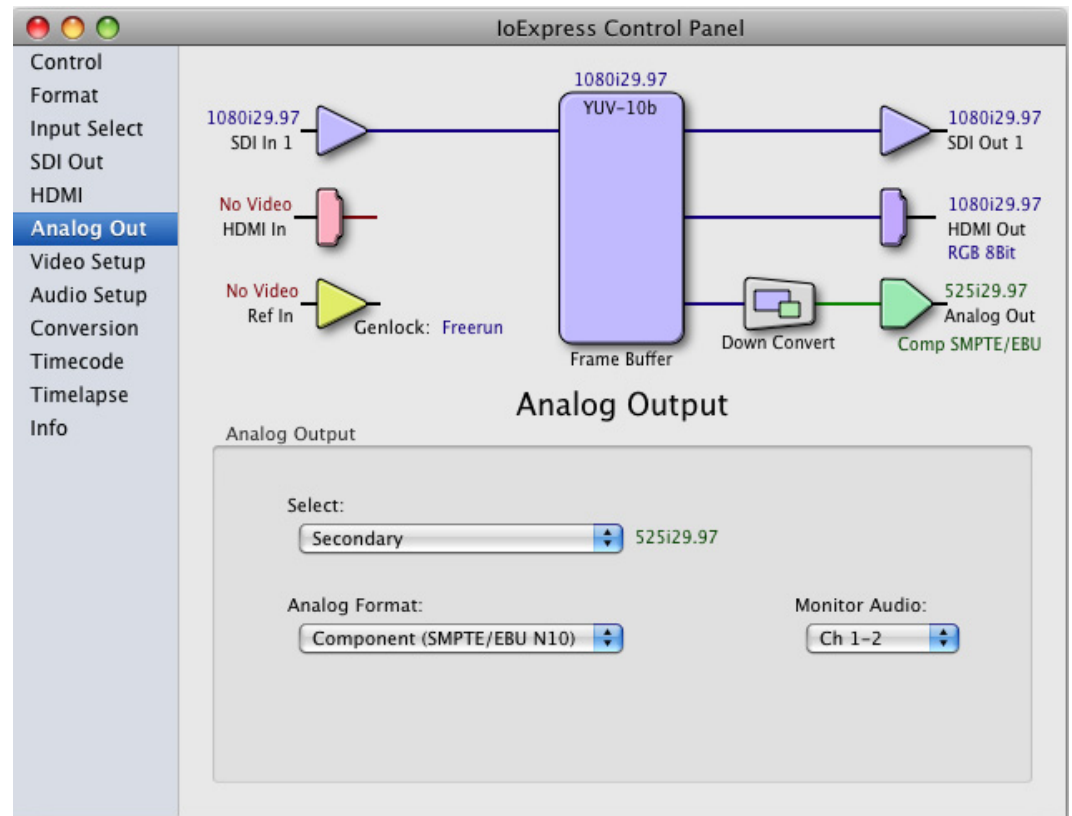 IoExpress Control Panel
Control
Format
Input Select
SDI Out
HDMI
Analog Out
Video Setup
Audio Setup
Conversion
Timecode
Timelapse
Info
1080i29.97
YUV-10b
1080i29.97
SDI In 1
1080i29.97
SDI Out 1
No Video
HDMI In
1080i29.97
HDMI Out
RGB 8Bit
No Video
Ref In
Genlock: Freerun
Frame Buffer
Down Convert
525i29.97
Analog Out
Comp SMPTE/EBU
Analog Output
Analog Output
Select:
Secondary 525i29.97
Analog Format:
Component (SMPTE/EBU N10)
Monitor Audio:
Ch 1-2